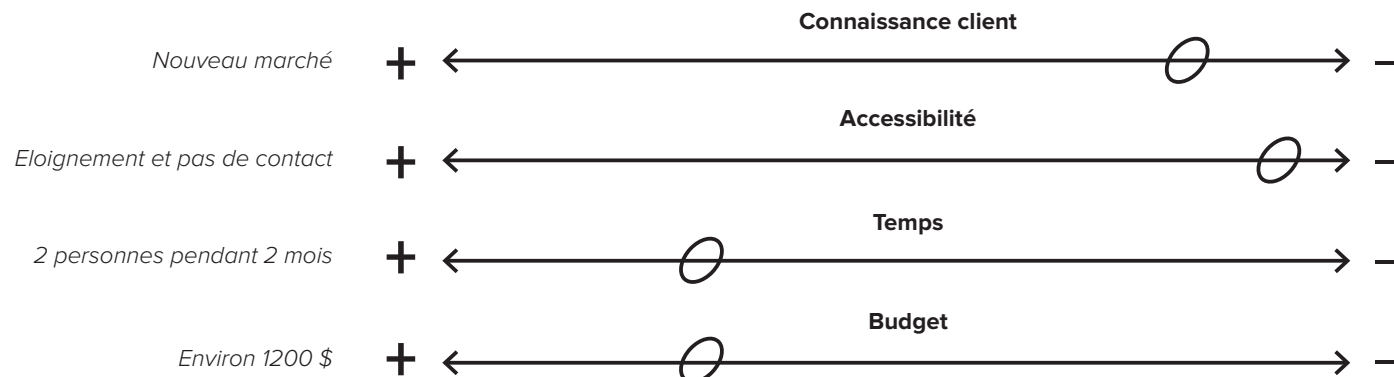 Connaissance client
Nouveau marché + −
Accessibilité
Eloignement et pas de contact + −
Temps
2 personnes pendant 2 mois + −
Budget
Environ 1200 $ + −